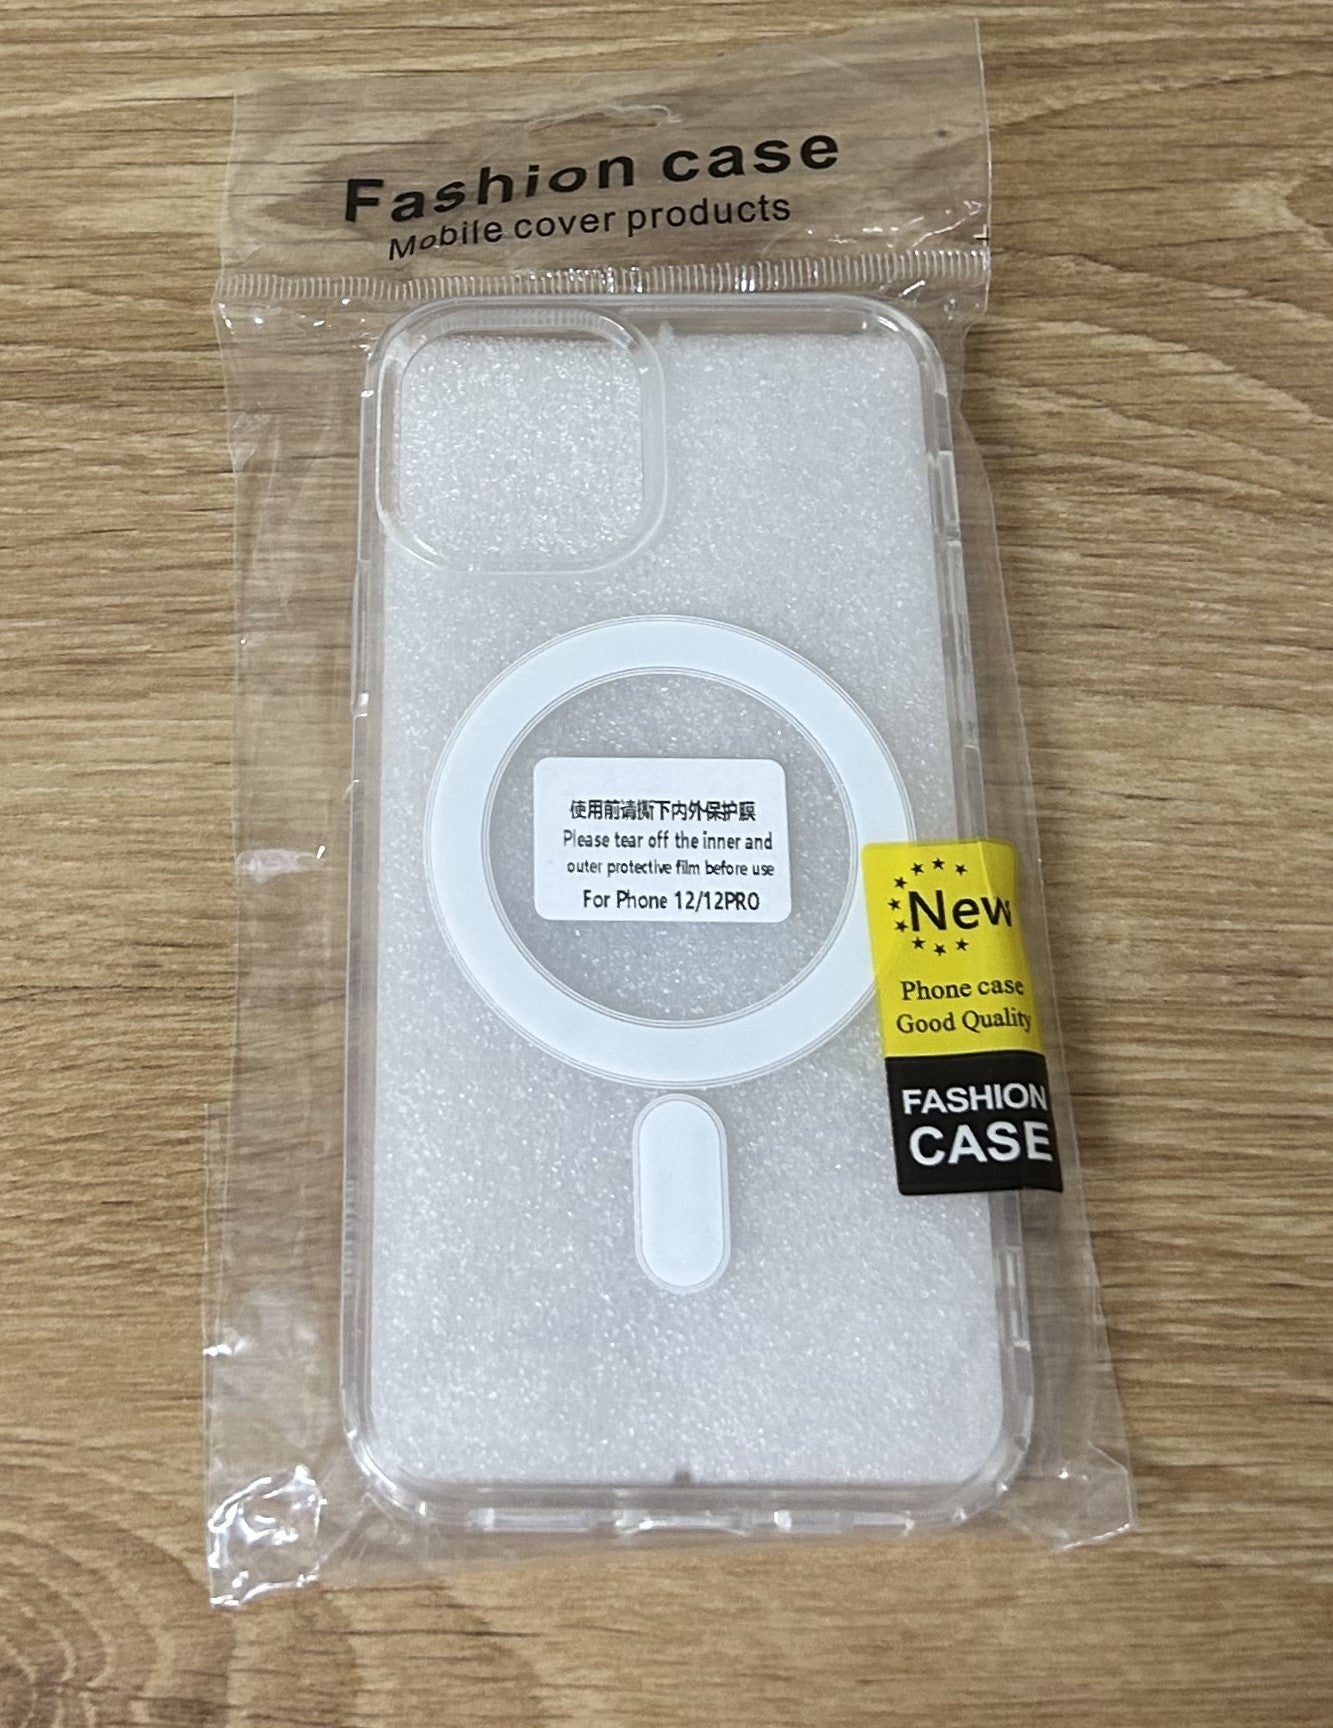 Fashion case
Mobile cover products
使用前请撕下内外保护膜
Please tear off the inner and
outer protective film before use
For Phone 12/12PRO
New
Phone case
Good Quality
FASHION
CASE